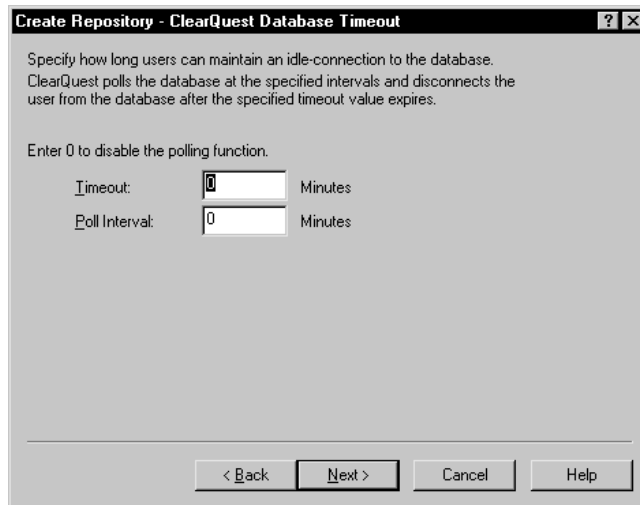 Create Repository - ClearQuest Database Timeout
Specify how long users can maintain an idle-connection to the database.
ClearQuest polls the database at the specified intervals and disconnects the
user from the database after the specified timeout value expires.
Enter 0 to disable the polling function.
Timeout: 0 Minutes
Poll Interval: 0 Minutes
< Back Next > Cancel Help